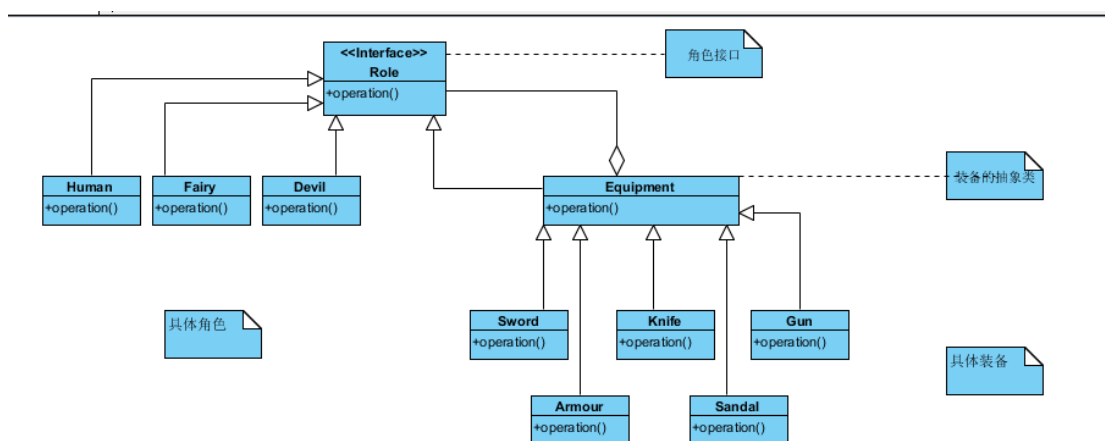 <<Interface>>
Role
+operation()
角色接口
Human
+operation()
Fairy
+operation()
Devil
+operation()
Equipment
+operation()
装备的抽象类
具体角色
Sword
+operation()
Knife
+operation()
Gun
+operation()
具体装备
Armour
+operation()
Sandal
+operation()